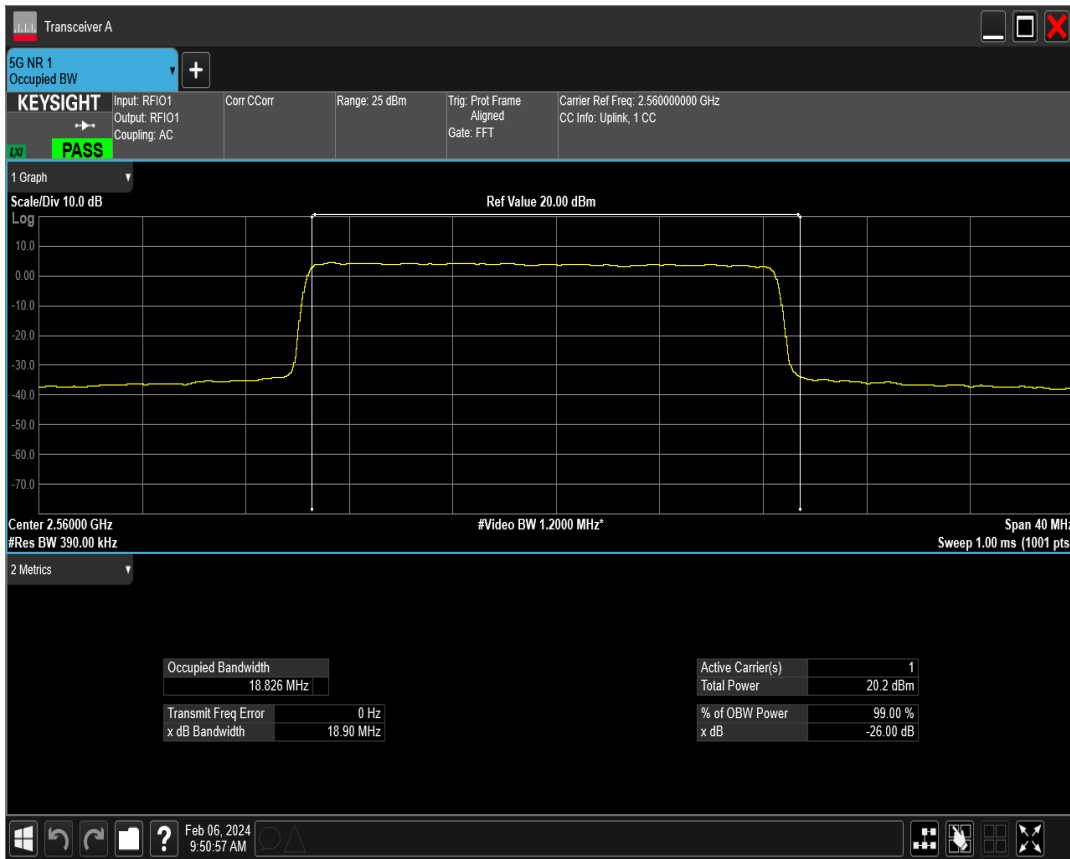 Transceiver A
5G NR 1
Occupied BW
+
KEYSIGHT
LXI
PASS
Input: RFIO1
Output: RFIO1
Coupling: AC
Corr CCorr
Range: 25 dBm
Trig: Prot Frame
Aligned
Gate: FFT
Carrier Ref Freq: 2.560000000 GHz
CC Info: Uplink, 1 CC
1 Graph
Scale/Div 10.0 dB
Ref Value 20.00 dBm
Log
10.0
0.00
-10.0
-20.0
-30.0
-40.0
-50.0
-60.0
-70.0
Center 2.56000 GHz
#Video BW 1.2000 MHz*
Span 40 MHz
#Res BW 390.00 kHz
Sweep 1.00 ms (1001 pts
2 Metrics
Occupied Bandwidth
18.826 MHz
Transmit Freq Error 0 Hz
x dB Bandwidth 18.90 MHz
Active Carrier(s) 1
Total Power 20.2 dBm
% of OBW Power 99.00 %
x dB -26.00 dB
?
Feb 06, 2024
9:50:57 AM